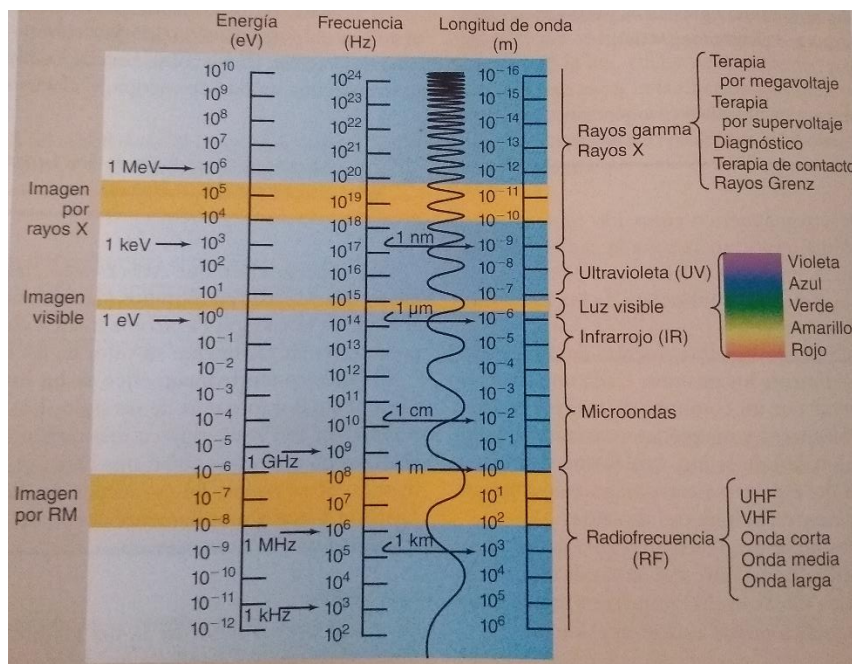 Energía
(eV)
Frecuencia
(Hz)
Longitud de onda
(m)
10^10
10^9
10^8
10^7
1 MeV → 10^6
10^5
10^4
1 keV → 10^3
10^2
10^1
1 eV → 10^0
10^-1
10^-2
10^-3
10^-4
10^-5
10^-6
10^-7
10^-8
10^-9
10^-10
10^-11
10^-12
10^24
10^23
10^22
10^21
10^20
10^19
10^18
10^17
10^16
10^15
10^14
10^13
10^12
10^11
10^10
1 GHz → 10^9
10^8
10^7
1 MHz → 10^6
10^5
10^4
1 kHz → 10^3
10^2
10^-16
10^-15
10^-14
10^-13
10^-12
10^-11
10^-10
1 nm → 10^-9
10^-8
10^-7
1 μm → 10^-6
10^-5
10^-4
10^-3
1 cm → 10^-2
10^-1
1 m → 10^0
10^1
10^2
1 km → 10^3
10^4
10^5
10^6
Imagen
por
rayos X
Imagen
visible
Imagen
por RM
Rayos gamma
Rayos X
Terapia
por megavoltaje
Terapia
por supervoltaje
Diagnóstico
Terapia de contacto
Rayos Grenz
Ultravioleta (UV)
Luz visible
Infrarrojo (IR)
Violeta
Azul
Verde
Amarillo
Rojo
Microondas
Radiofrecuencia
(RF)
UHF
VHF
Onda corta
Onda media
Onda larga